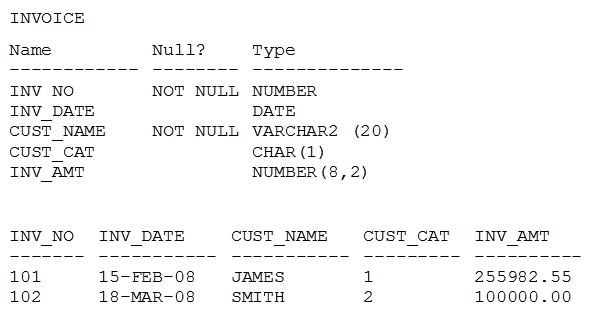 INVOICE
Name Null? Type
------------ -------- --------------
INV NO NOT NULL NUMBER
INV_DATE DATE
CUST_NAME NOT NULL VARCHAR2 (20)
CUST_CAT CHAR(1)
INV_AMT NUMBER(8,2)
INV_NO INV_DATE CUST_NAME CUST_CAT INV_AMT
------- ----------- ----------- --------- ----------
101 15-FEB-08 JAMES 1 255982.55
102 18-MAR-08 SMITH 2 100000.00